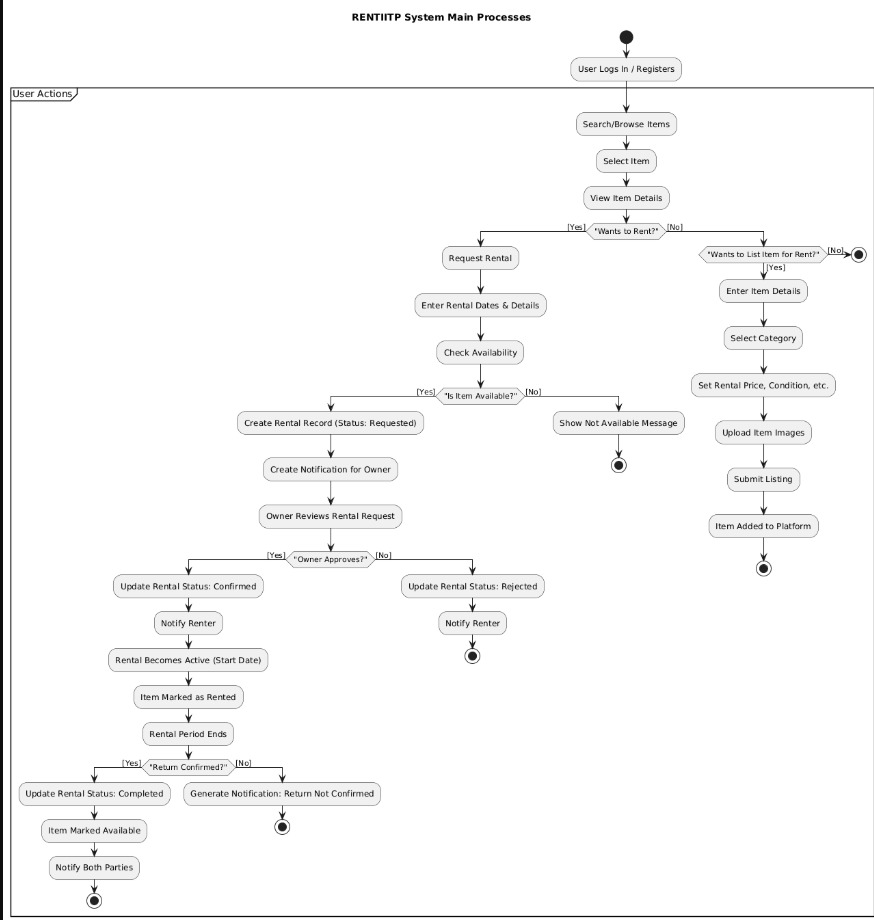 RENTIITP System Main Processes
User Logs In / Registers
User Actions
Search/Browse Items
Select Item
View Item Details
[Yes] "Wants to Rent?" [No]
Request Rental
"Wants to List Item for Rent?" [No]
[Yes]
Enter Rental Dates & Details
Enter Item Details
Check Availability
Select Category
[Yes] "Is Item Available?" [No]
Set Rental Price, Condition, etc.
Create Rental Record (Status: Requested)
Show Not Available Message
Upload Item Images
Create Notification for Owner
Submit Listing
Owner Reviews Rental Request
Item Added to Platform
[Yes] "Owner Approves?" [No]
Update Rental Status: Confirmed
Update Rental Status: Rejected
Notify Renter
Notify Renter
Rental Becomes Active (Start Date)
Item Marked as Rented
Rental Period Ends
[Yes] "Return Confirmed?" [No]
Update Rental Status: Completed
Generate Notification: Return Not Confirmed
Item Marked Available
Notify Both Parties